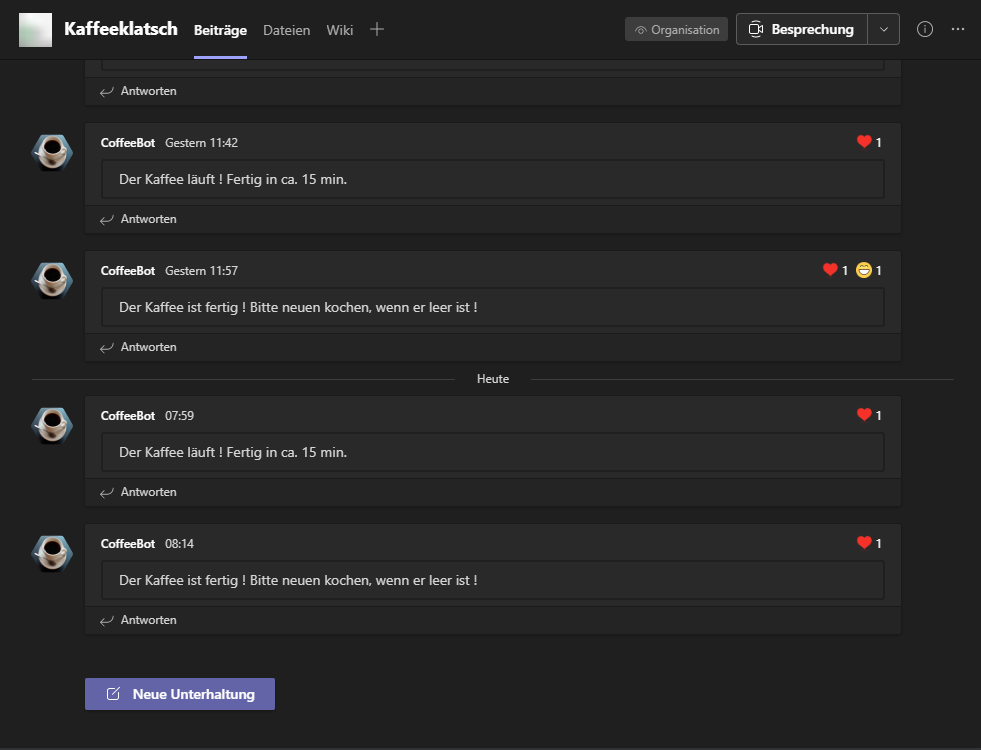 Kaffeeklatsch Beiträge Dateien Wiki Organisation Besprechung
Antworten
CoffeeBot Gestern 11:42 1
Der Kaffee läuft ! Fertig in ca. 15 min.
Antworten
CoffeeBot Gestern 11:57 1 1
Der Kaffee ist fertig ! Bitte neuen kochen, wenn er leer ist !
Antworten
Heute
CoffeeBot 07:59 1
Der Kaffee läuft ! Fertig in ca. 15 min.
Antworten
CoffeeBot 08:14 1
Der Kaffee ist fertig ! Bitte neuen kochen, wenn er leer ist !
Antworten
Neue Unterhaltung